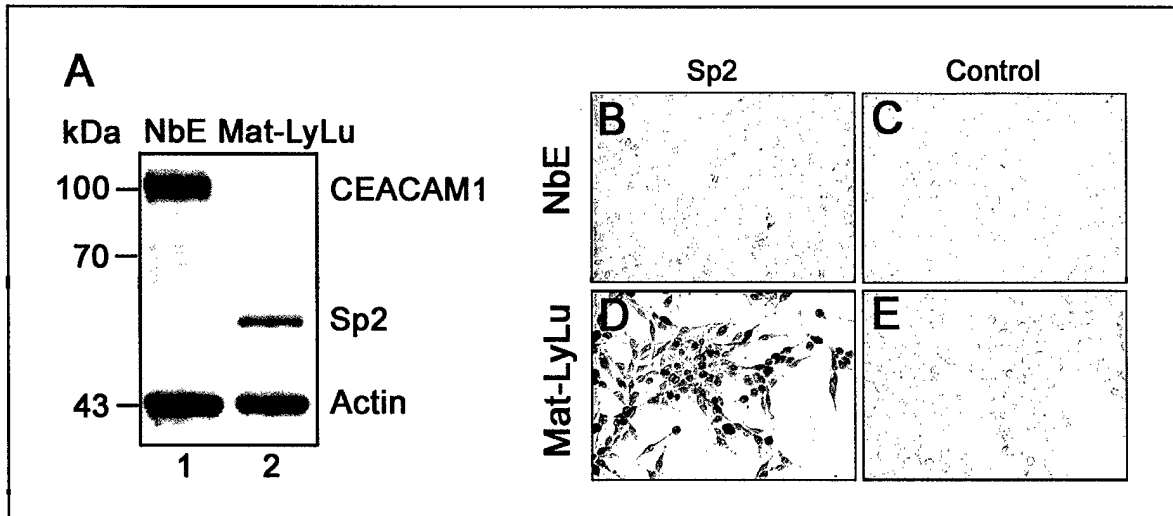 A
kDa NbE Mat-LyLu
100 CEACAM1
70
Sp2
43 Actin
1 2
Sp2 Control
NbE B C
Mat-LyLu D E